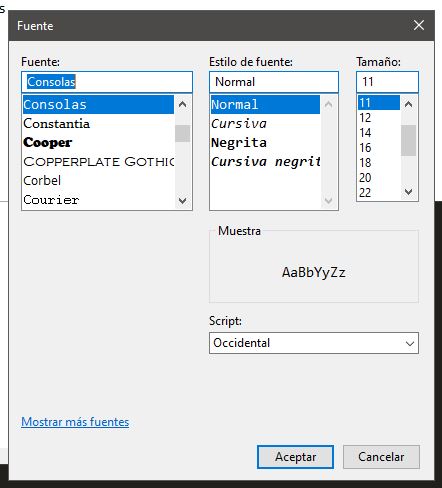 s
Fuente
Fuente:
Consolas
Consolas
Constantia
Cooper
COPPERPLATE GOTHIC
Corbel
Courier
Estilo de fuente:
Normal
Normal
Cursiva
Negrita
Cursiva negrit
Tamaño:
11
11
12
14
16
18
20
22
Muestra
AaBbYyZz
Script:
Occidental
Mostrar más fuentes
Aceptar
Cancelar